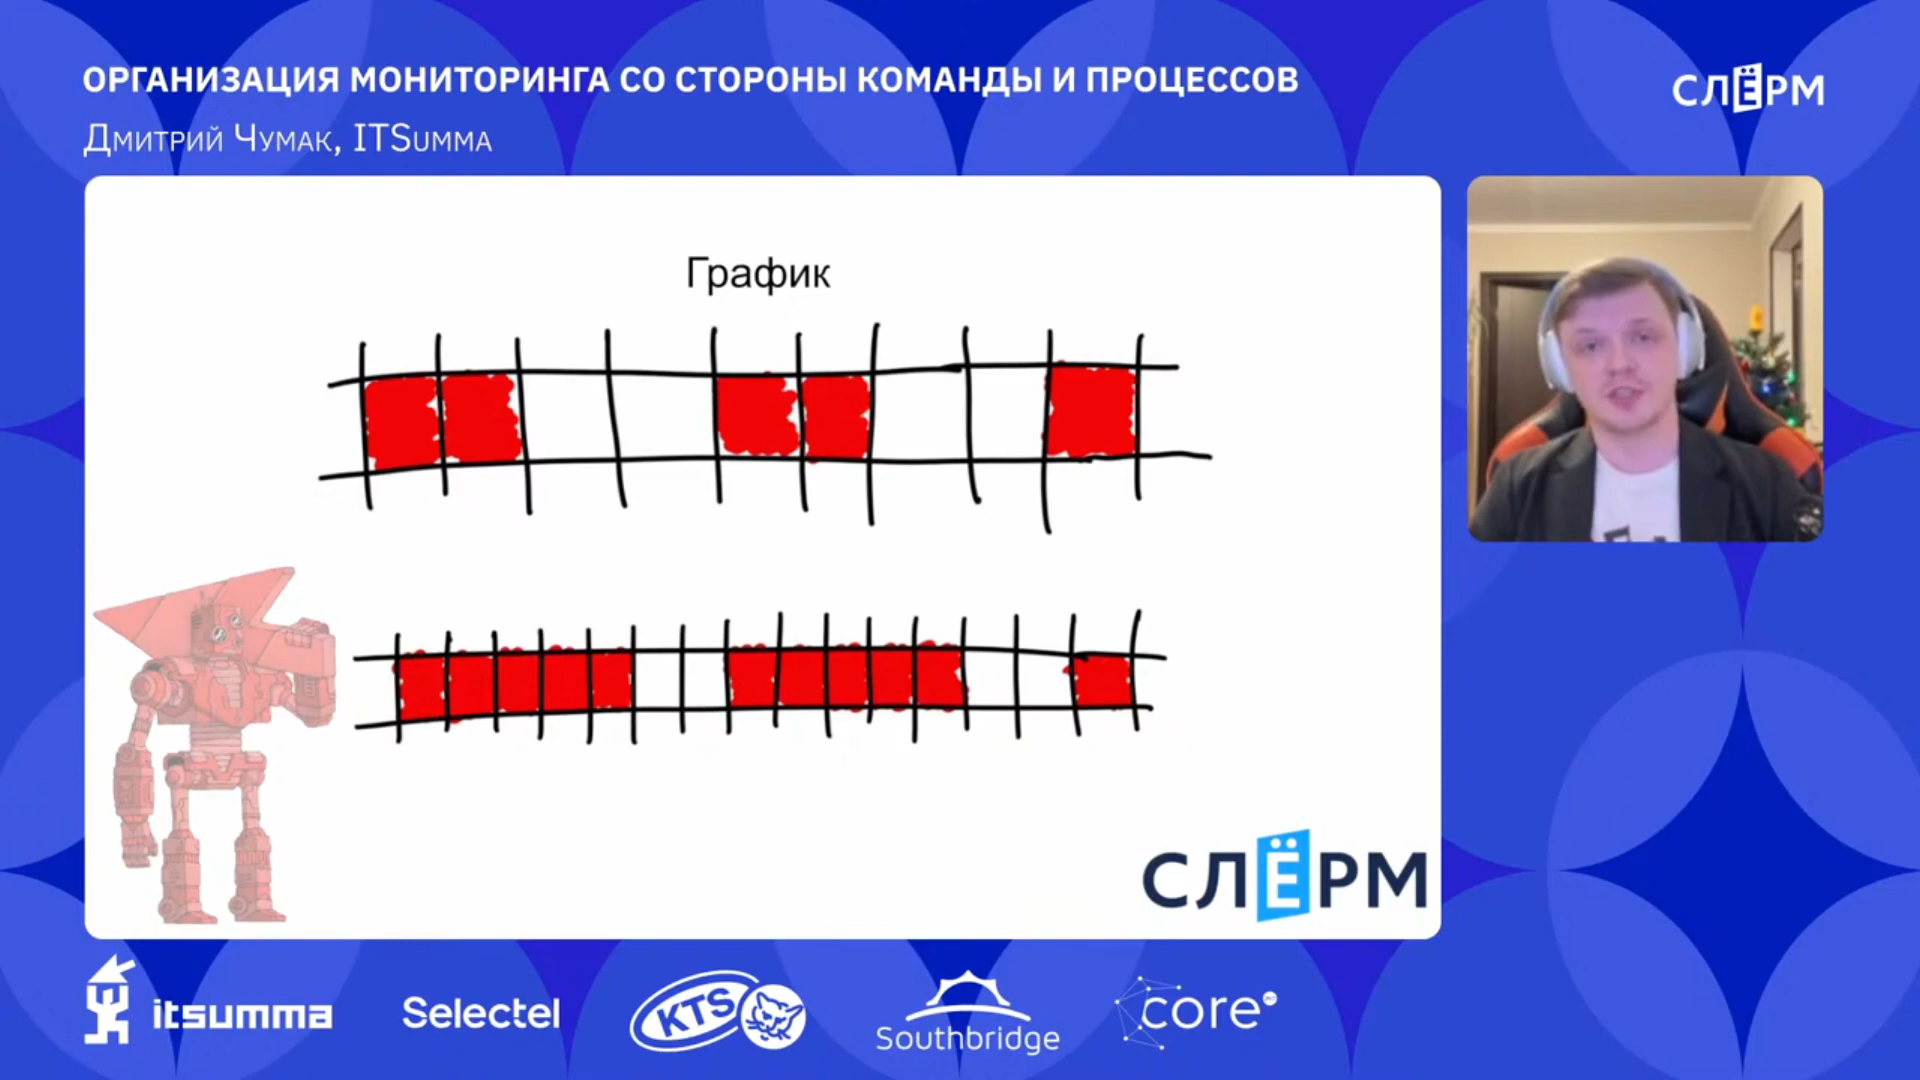 ОРГАНИЗАЦИЯ МОНИТОРИНГА СО СТОРОНЫ КОМАНДЫ И ПРОЦЕССОВ
Дмитрий Чумак, ITSumma
СЛЁРМ
График
СЛЁРМ
itsumma
Selectel
KTS
Southbridge
core